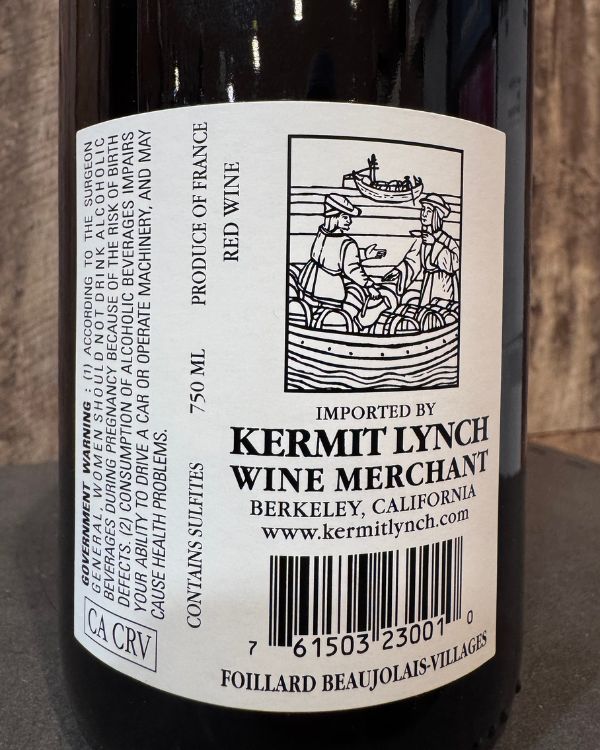 GOVERNMENT WARNING : (1) ACCORDING TO THE SURGEON
GENERAL, WOMEN SHOULD NOT DRINK ALCOHOLIC
BEVERAGES DURING PREGNANCY BECAUSE OF THE RISK OF BIRTH
DEFECTS. (2) CONSUMPTION OF ALCOHOLIC BEVERAGES IMPAIRS
YOUR ABILITY TO DRIVE A CAR OR OPERATE MACHINERY, AND MAY
CAUSE HEALTH PROBLEMS.
CA CRV
CONTAINS SULFITES 750 ML PRODUCE OF FRANCE
RED WINE
IMPORTED BY
KERMIT LYNCH
WINE MERCHANT
BERKELEY, CALIFORNIA
www.kermitlynch.com
7 61503 23001 0
FOILLARD BEAUJOLAIS-VILLAGES